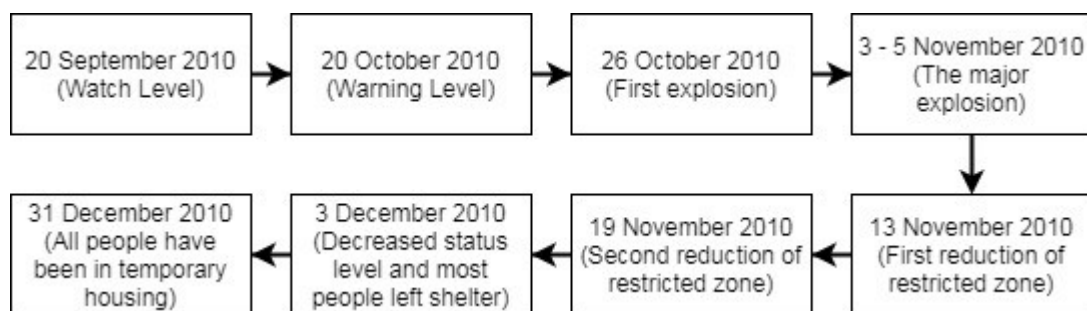 20 September 2010
(Watch Level)
20 October 2010
(Warning Level)
26 October 2010
(First explosion)
3 - 5 November 2010
(The major
explosion)
13 November 2010
(First reduction of
restricted zone)
19 November 2010
(Second reduction of
restricted zone)
3 December 2010
(Decreased status
level and most
people left shelter)
31 December 2010
(All people have
been in temporary
housing)